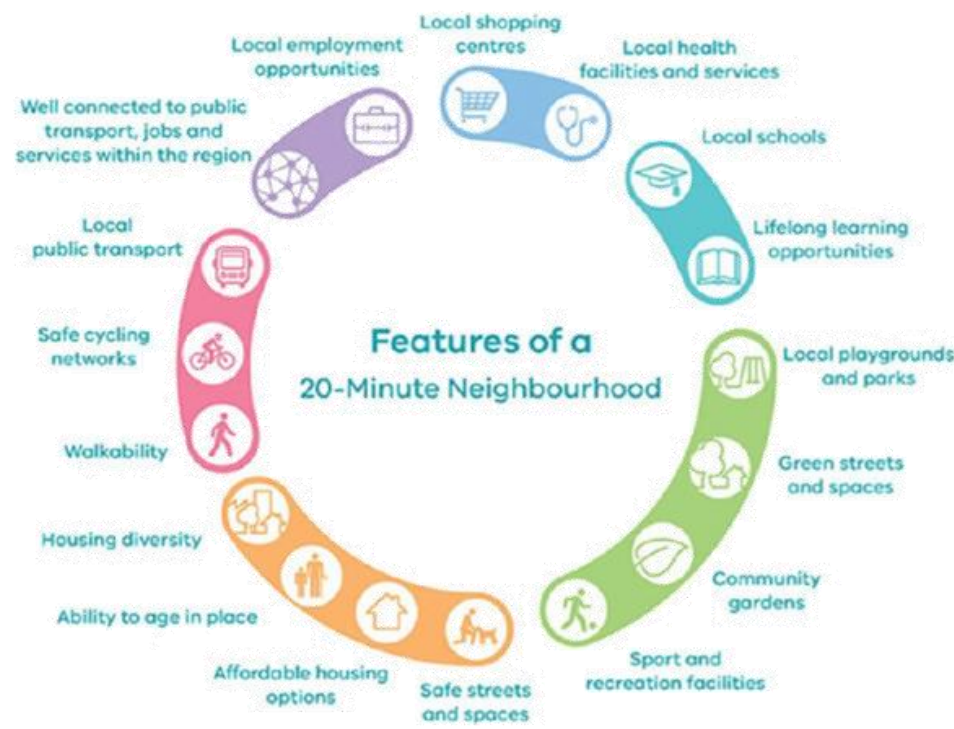 Features of a
20-Minute Neighbourhood
Local shopping
centres
Local health
facilities and services
Local schools
Lifelong learning
opportunities
Local playgrounds
and parks
Green streets
and spaces
Community
gardens
Sport and
recreation facilities
Safe streets
and spaces
Affordable housing
options
Ability to age in place
Housing diversity
Walkability
Safe cycling
networks
Local
public transport
Well connected to public
transport, jobs and
services within the region
Local employment
opportunities